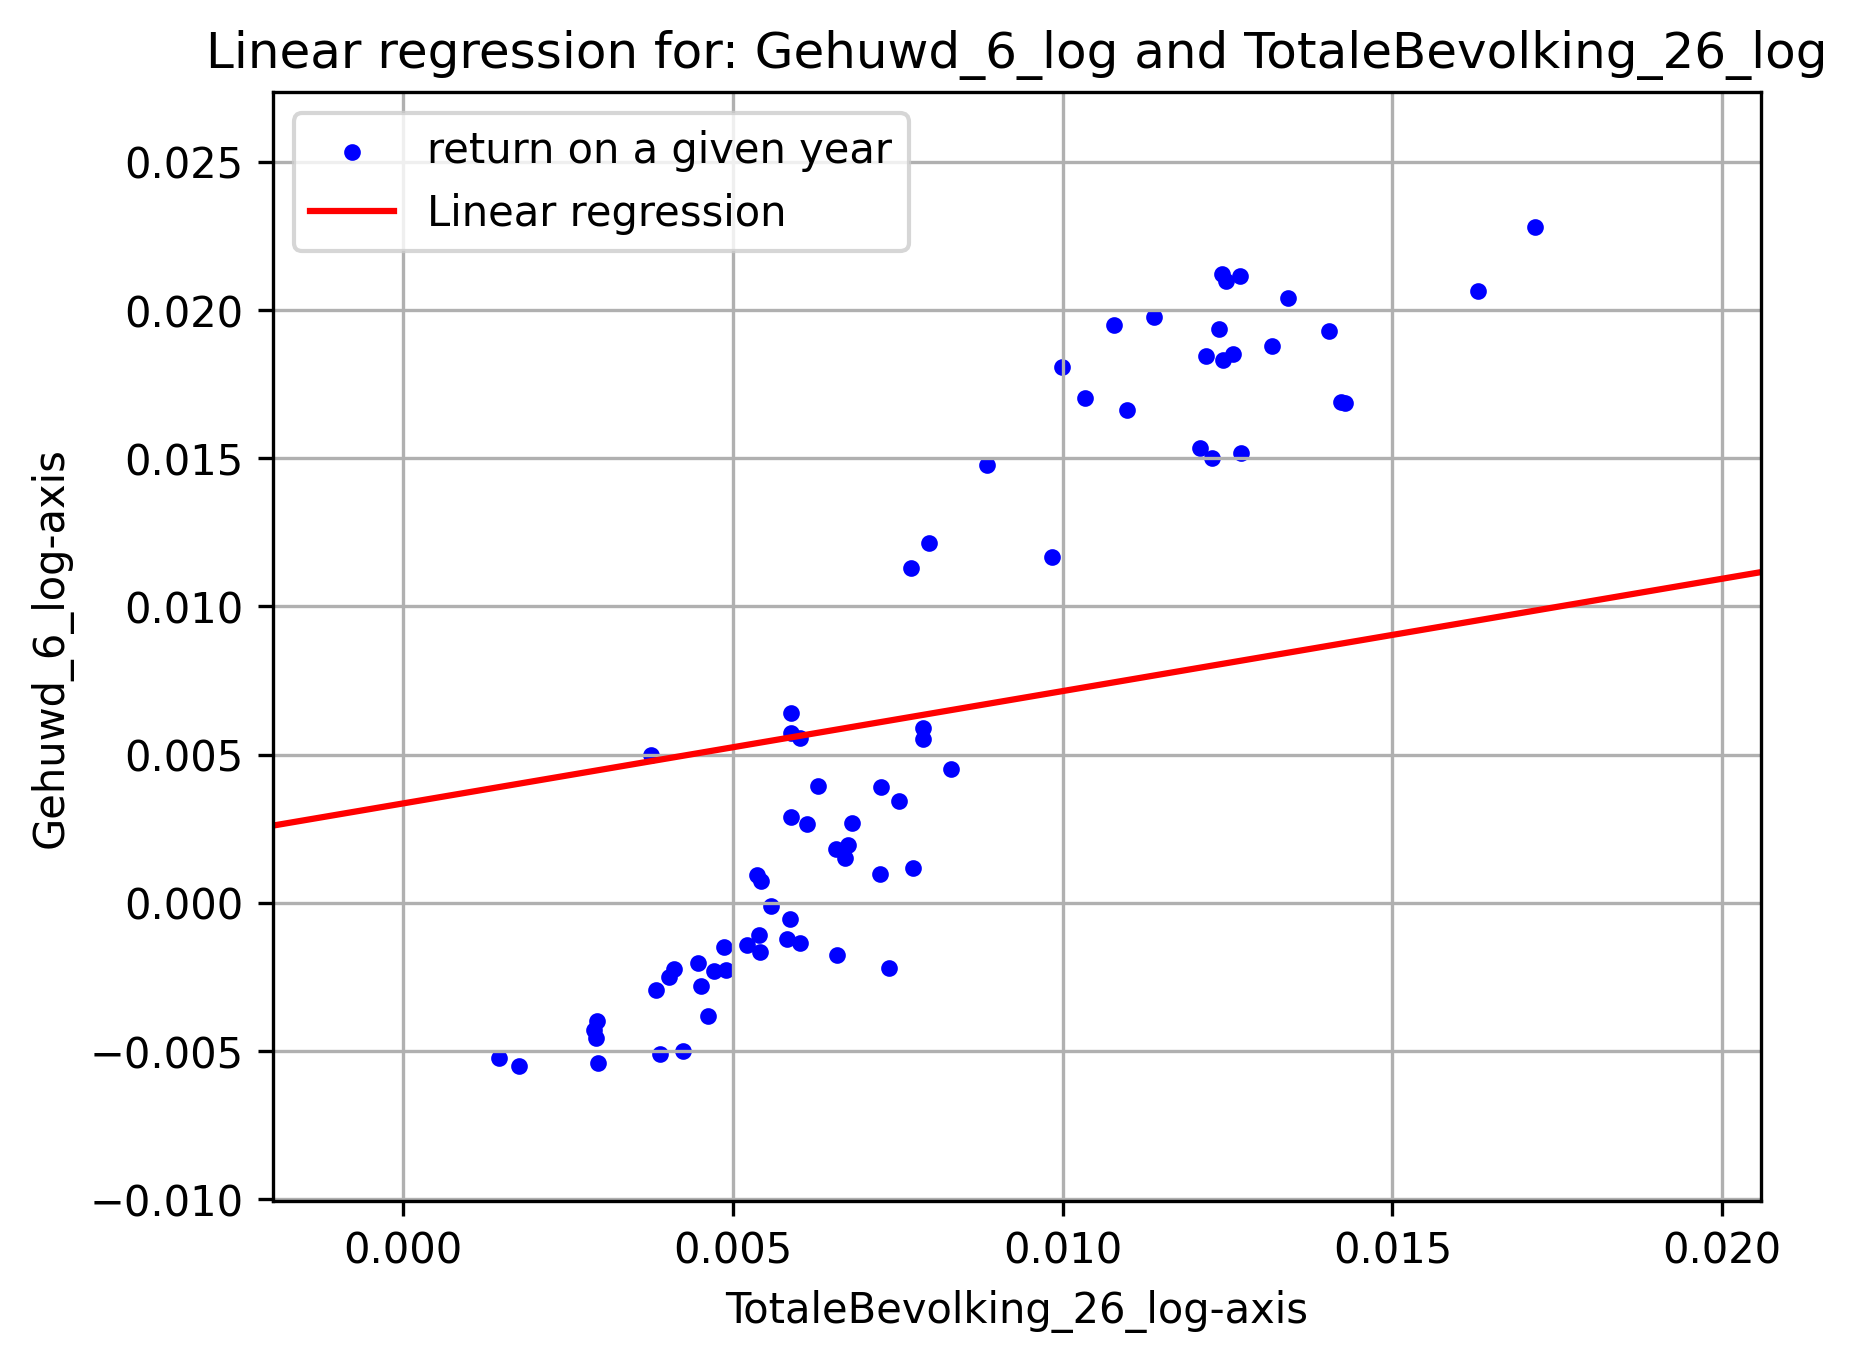 Linear regression for: Gehuwd_6_log and TotaleBevolking_26_log
return on a given year
Linear regression
0.025
0.020
0.015
0.010
0.005
0.000
−0.005
−0.010
Gehuwd_6_log-axis
0.000 0.005 0.010 0.015 0.020
TotaleBevolking_26_log-axis